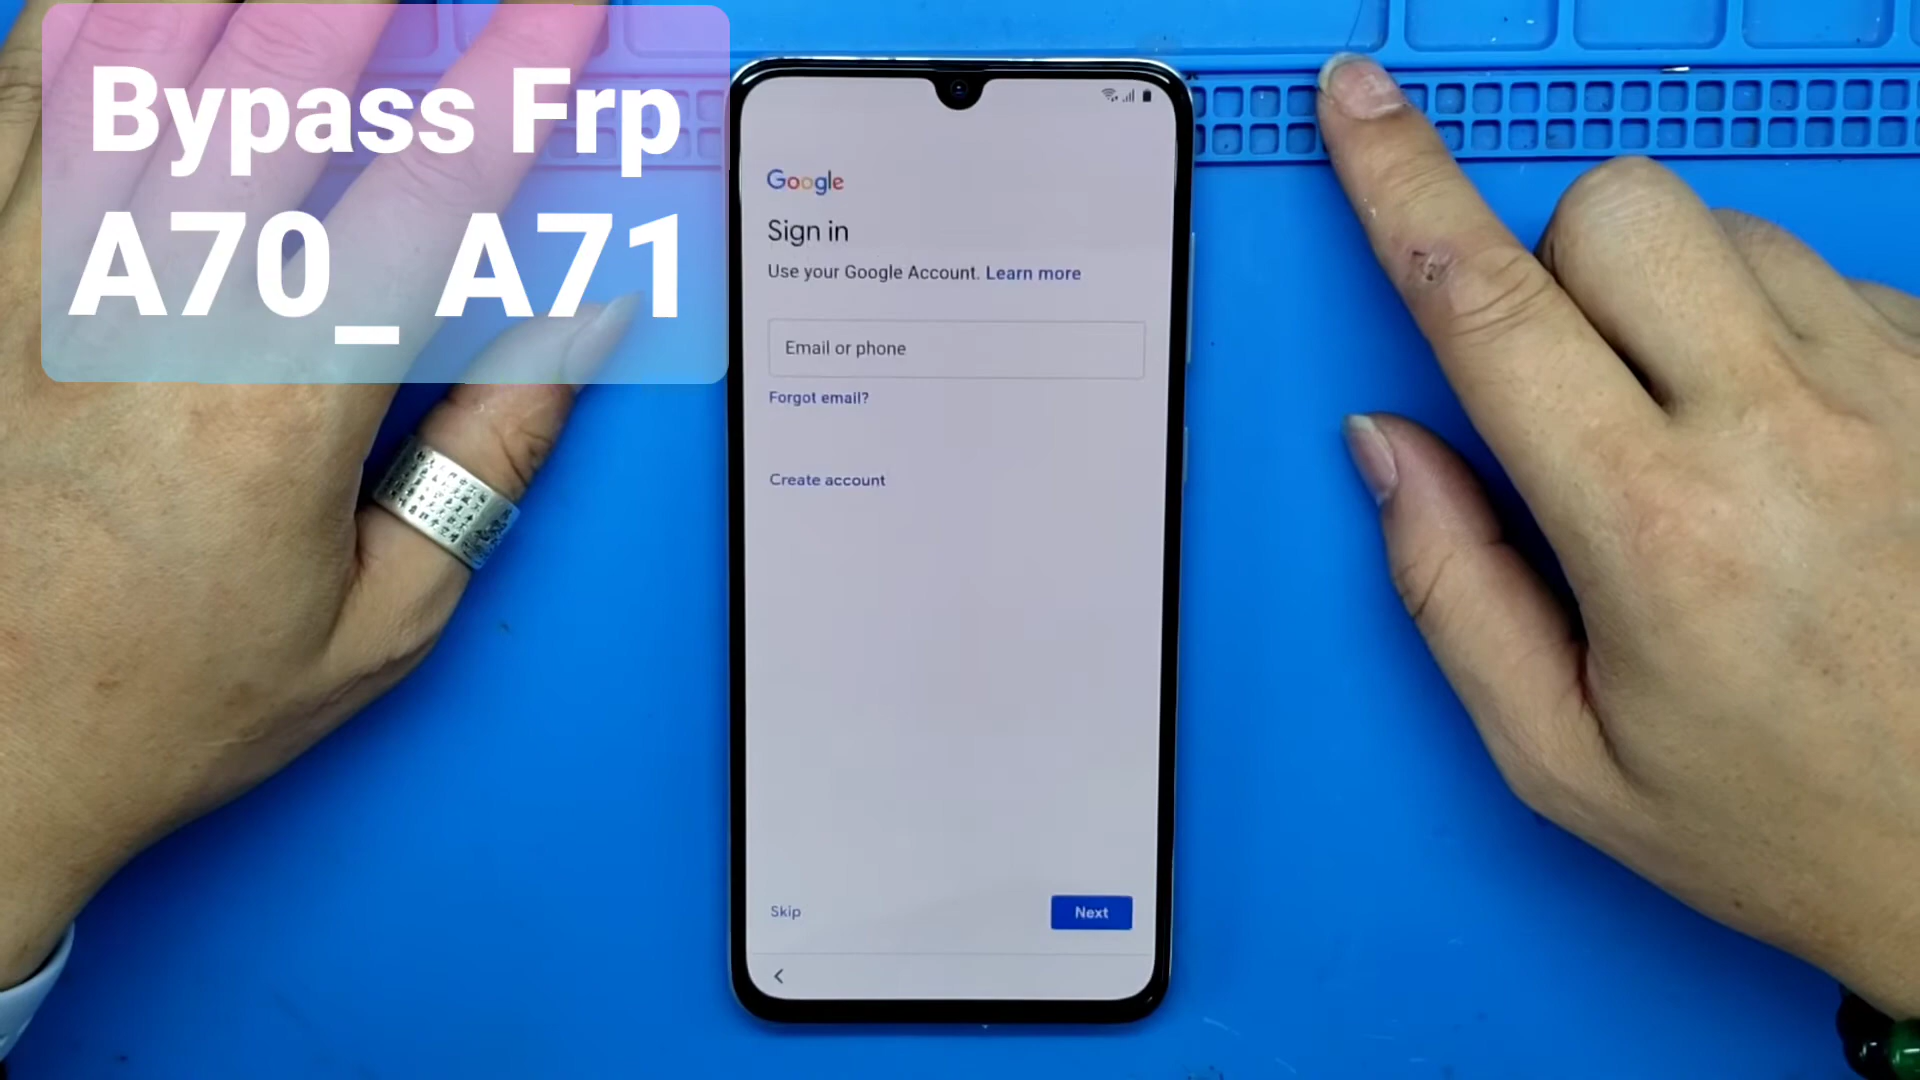 Bypass Frp
A70_ A71
Google
Sign in
Use your Google Account. Learn more
Email or phone
Forgot email?
Create account
Skip
Next